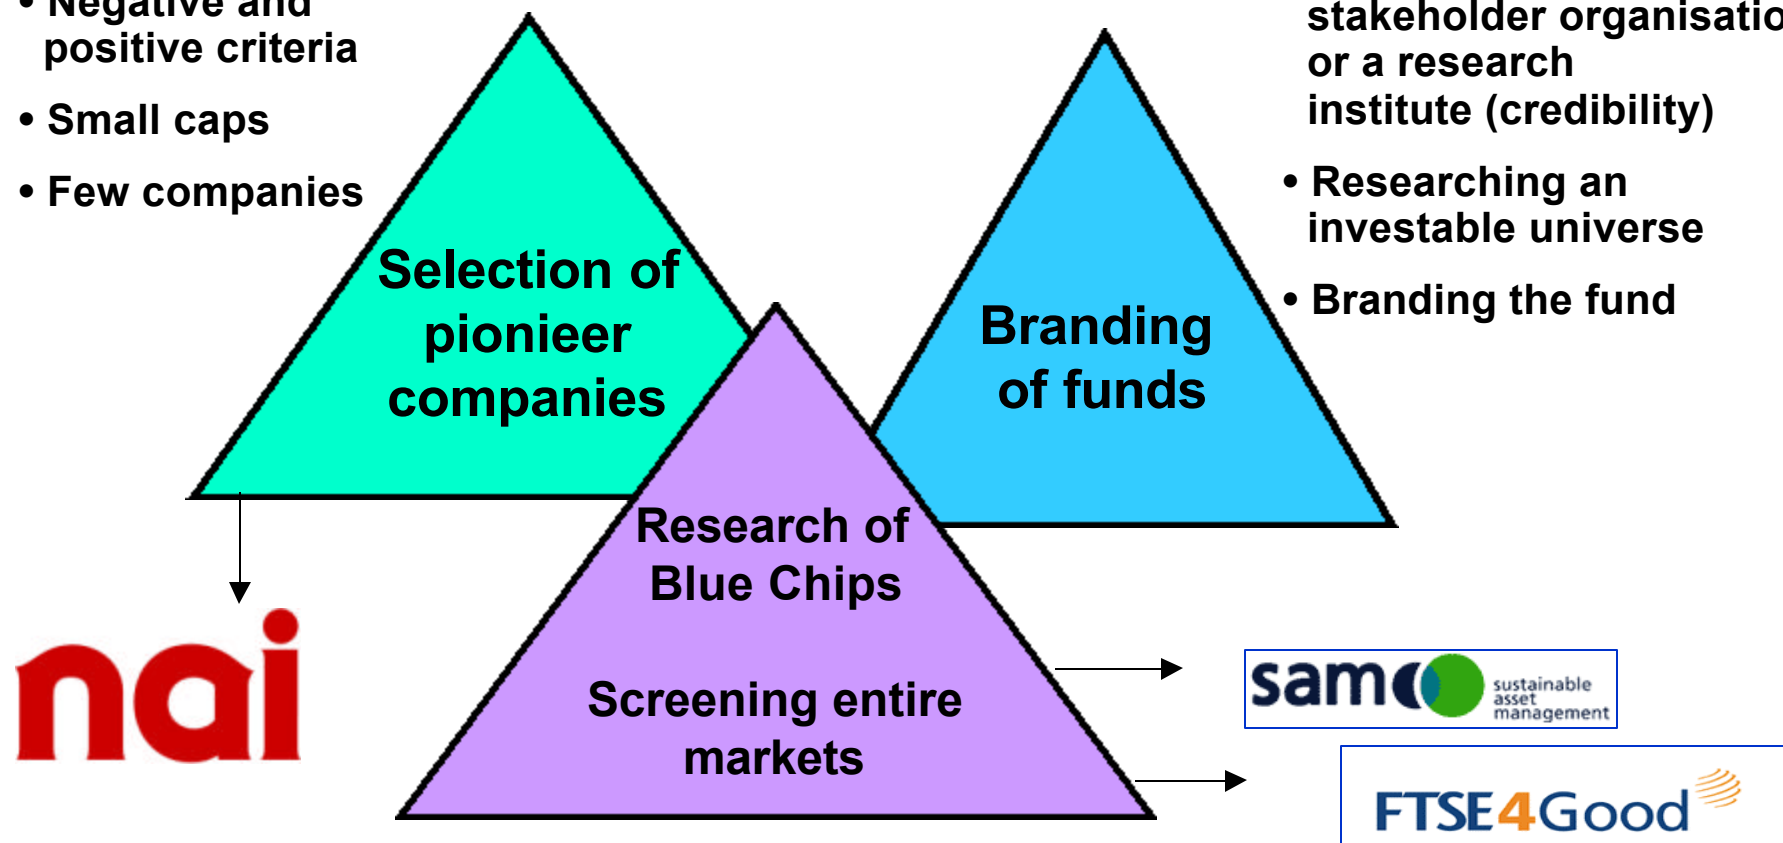 • Negative and
positive criteria
• Small caps
• Few companies
stakeholder organisatio
or a research
institute (credibility)
• Researching an
investable universe
• Branding the fund
Selection of
pionieer
companies
Branding
of funds
Research of
Blue Chips
Screening entire
markets
nai
sam
sustainable
asset
management
FTSE4Good